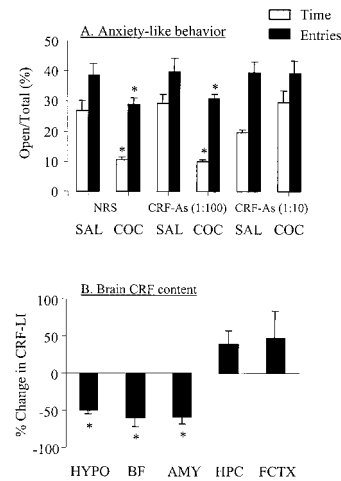 Time
Entries
A. Anxiety-like behavior
Open/Total (%)
50
40
30
20
10
0
* * * *
NRS CRF-As (1:100) CRF-As (1:10)
SAL COC SAL COC SAL COC
B. Brain CRF content
% Change in CRF-LI
100
50
0
-50
-100
* * *
HYPO BF AMY HPC FCTX